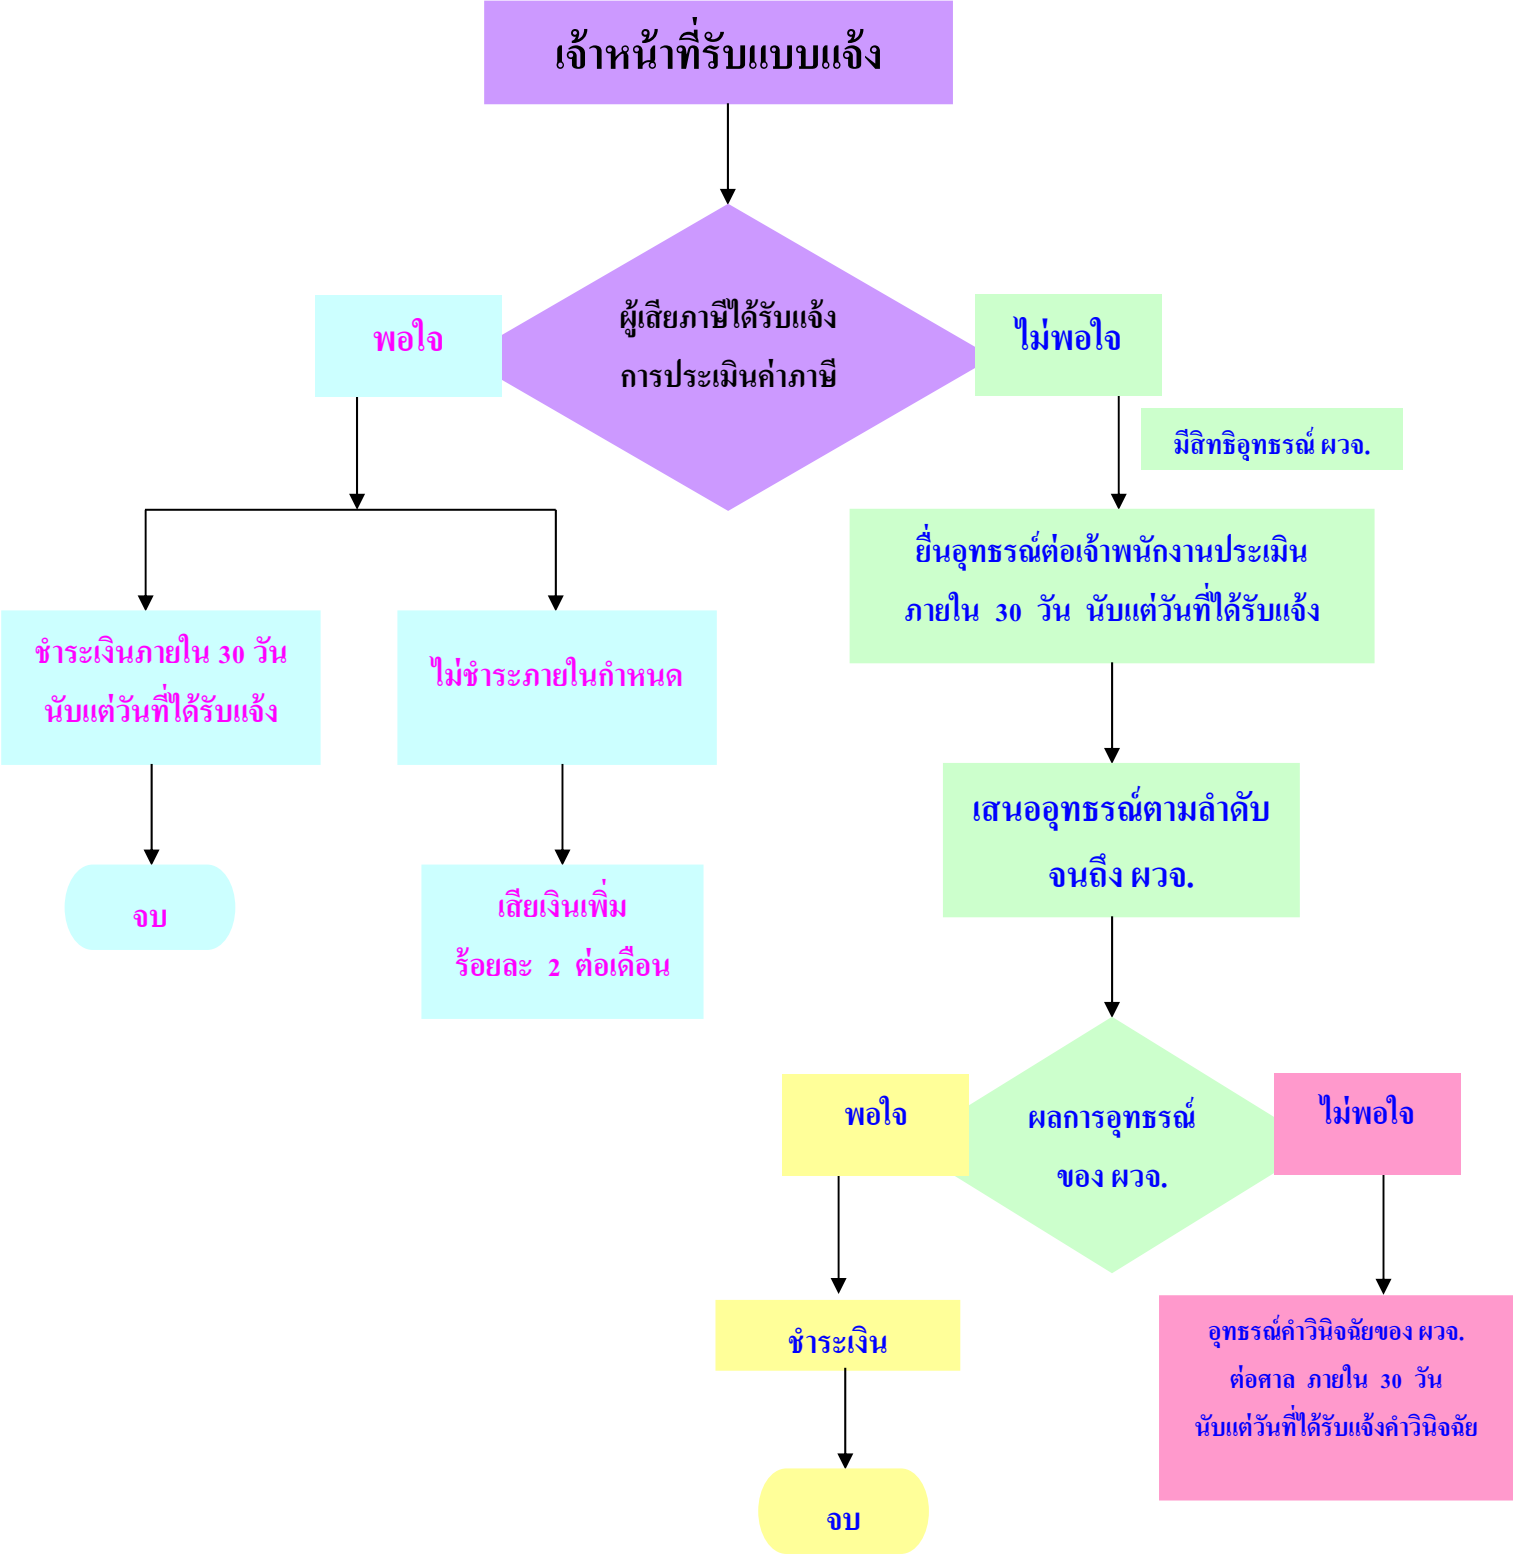 เจ้าหน้าที่รับแบบแจ้ง
ผู้เสียภาษีได้รับแจ้ง
การประเมินค่าภาษี
พอใจ
ไม่พอใจ
มีสิทธิอุทธรณ์ ผวจ.
ยื่นอุทธรณ์ต่อเจ้าพนักงานประเมิน
ภายใน 30 วัน นับแต่วันที่ได้รับแจ้ง
ชำระเงินภายใน 30 วัน
นับแต่วันที่ได้รับแจ้ง
ไม่ชำระภายในกำหนด
เสนออุทธรณ์ตามลำดับ
จนถึง ผวจ.
จบ
เสียเงินเพิ่ม
ร้อยละ 2 ต่อเดือน
พอใจ
ผลการอุทธรณ์
ของ ผวจ.
ไม่พอใจ
ชำระเงิน
อุทธรณ์คำวินิจฉัยของ ผวจ.
ต่อศาล ภายใน 30 วัน
นับแต่วันที่ได้รับแจ้งคำวินิจฉัย
จบ